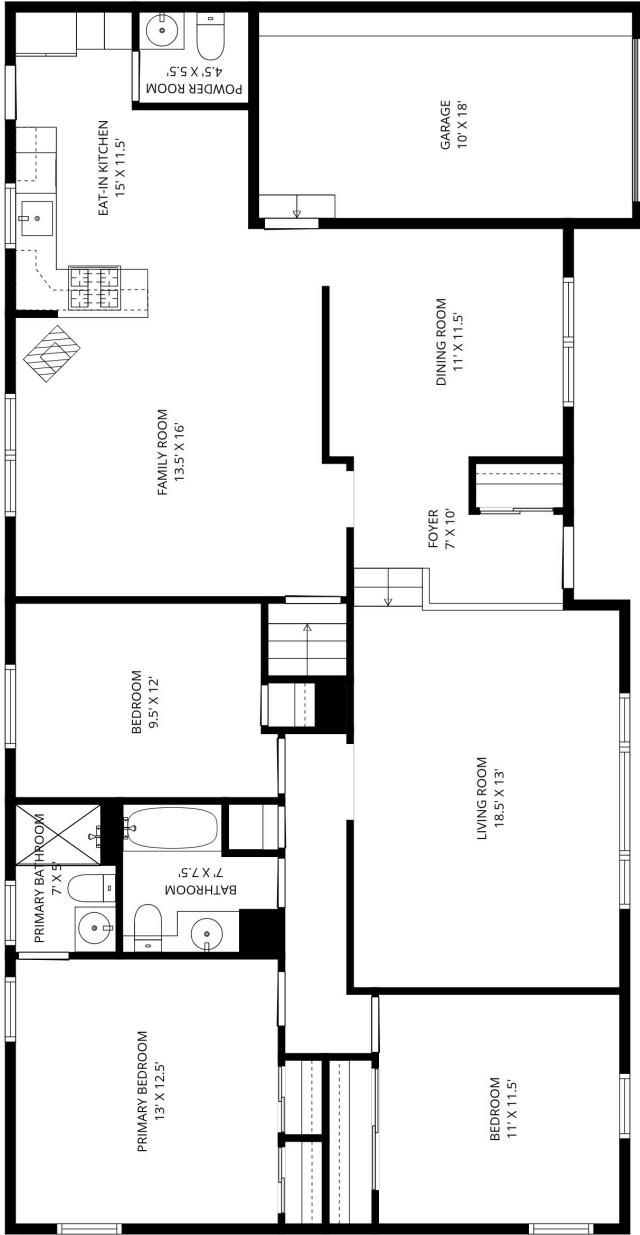 POWDER ROOM
4.5' X 5.5'
GARAGE
10' X 18'
EAT-IN KITCHEN
15' X 11.5'
DINING ROOM
11' X 11.5'
FAMILY ROOM
13.5' X 16'
FOYER
7' X 10'
BEDROOM
9.5' X 12'
LIVING ROOM
18.5' X 13'
PRIMARY BATHROOM
7' X 5'
BATHROOM
7' X 7.5'
PRIMARY BEDROOM
13' X 12.5'
BEDROOM
11' X 11.5'